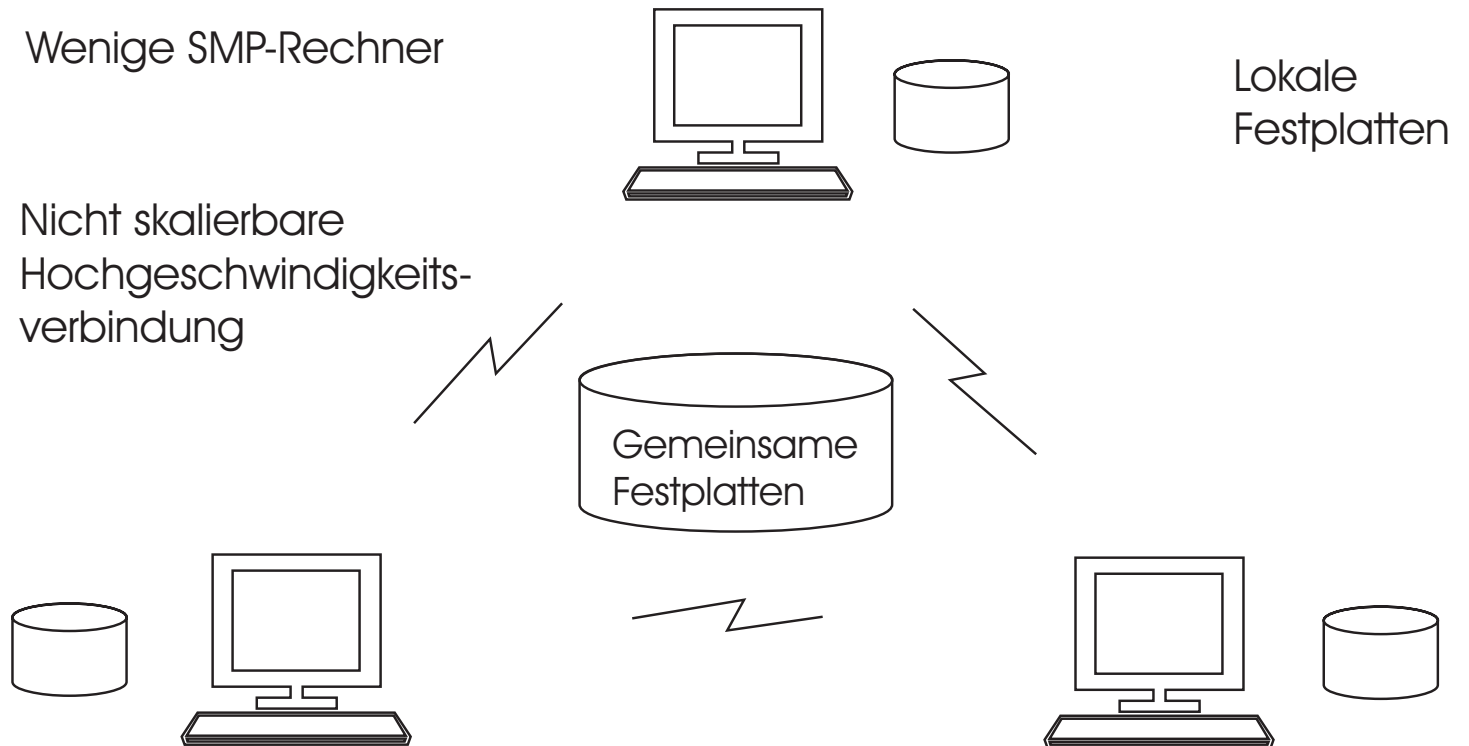 Wenige SMP-Rechner
Lokale
Festplatten
Nicht skalierbare
Hochgeschwindigkeits-
verbindung
Gemeinsame
Festplatten